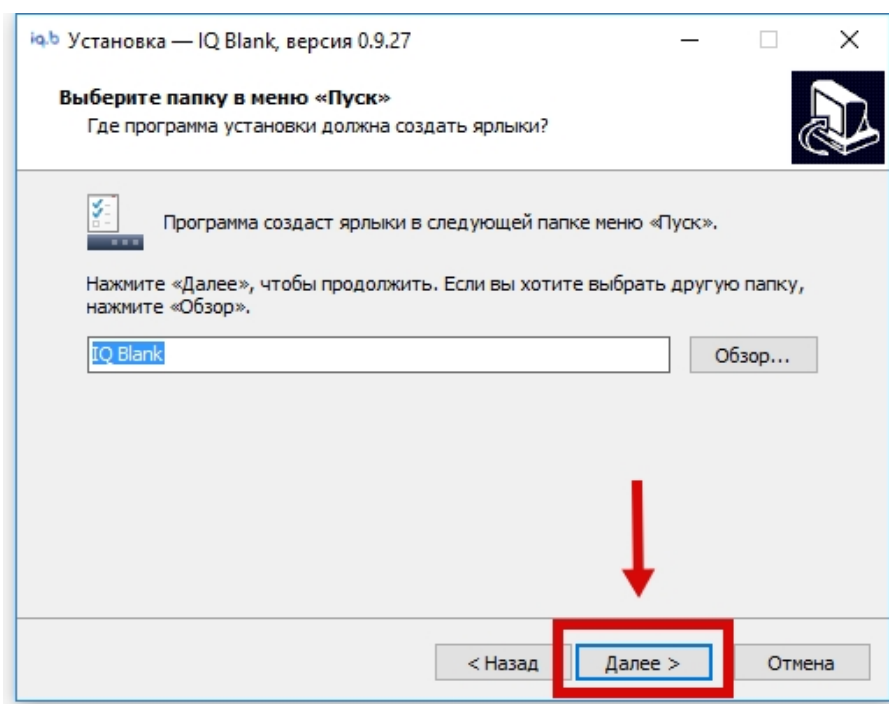 iq.b Установка — IQ Blank, версия 0.9.27
Выберите папку в меню «Пуск»
Где программа установки должна создать ярлыки?
Программа создаст ярлыки в следующей папке меню «Пуск».
Нажмите «Далее», чтобы продолжить. Если вы хотите выбрать другую папку,
нажмите «Обзор».
IQ Blank
Обзор...
< Назад
Далее >
Отмена